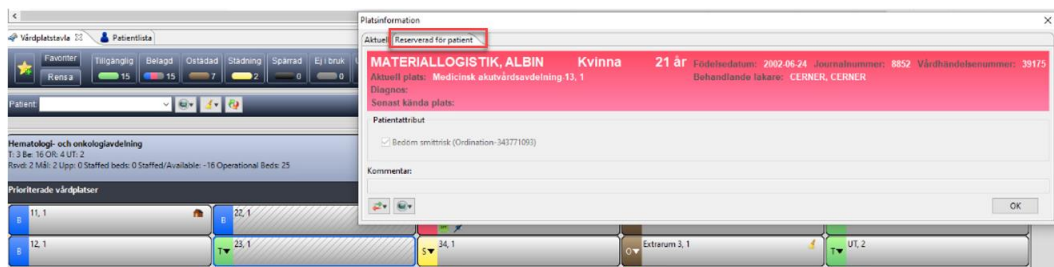 Vårdplatstavla Patientlista
Favoriter Rensa
Tillgänglig 15 Belagd 15 Ostädad 7 Städning 2 Spärrad 0 Ej i bruk 0
Patient:
Hematologi- och onkologiavdelning
T: 3 Be: 16 OR: 4 UT: 2
Rsvd: 2 Mål: 2 Upp: 0 Staffed beds: 0 Staffed/Available: -16 Operational Beds: 25
Prioriterade vårdplatser
B 11, 1 B 22, 1
B 12, 1 T 23, 1 S 34, 1 O Extrarum 3, 1 T UT, 2
Platsinformation
Aktuell Reserverad för patient
MATERIALLOGISTIK, ALBIN Kvinna 21 år Födelsedatum: 2002-06-24 Journalnummer: 8852 Vårdhändelsenummer: 39175
Aktuell plats: Medicinsk akutvårdsavdelning 13, 1 Behandlande läkare: CERNER, CERNER
Diagnos:
Senast kända plats:
Patientattribut
Bedöm smittrisk (Ordination-343771093)
Kommentar:
OK